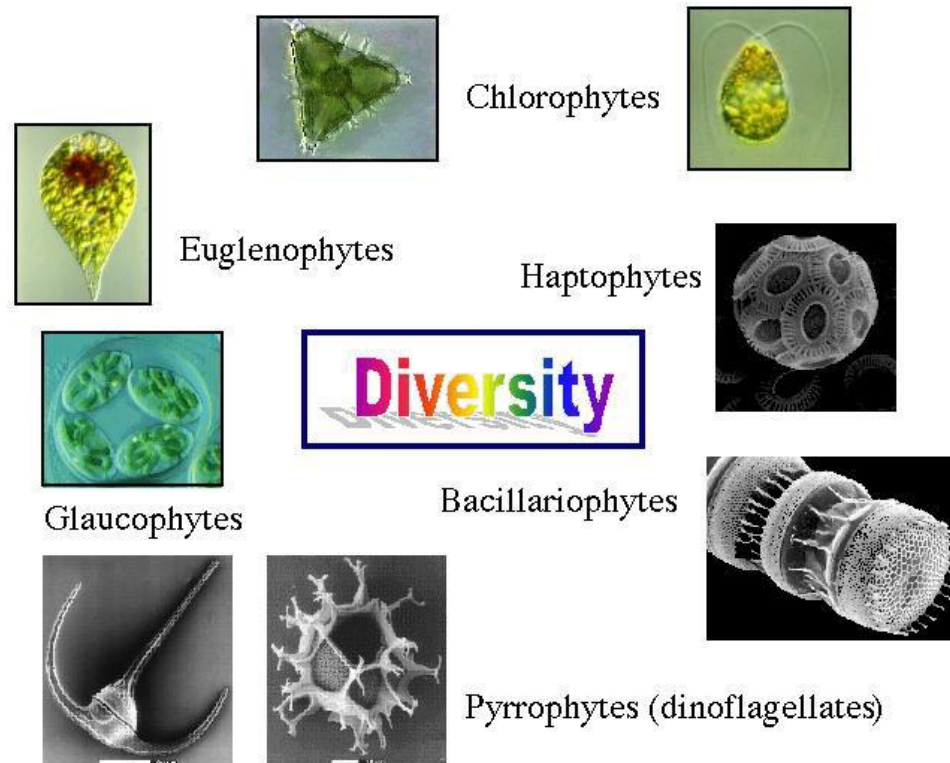 Chlorophytes
Euglenophytes
Haptophytes
Diversity
Bacillariophytes
Glaucophytes
Pyrrophytes (dinoflagellates)